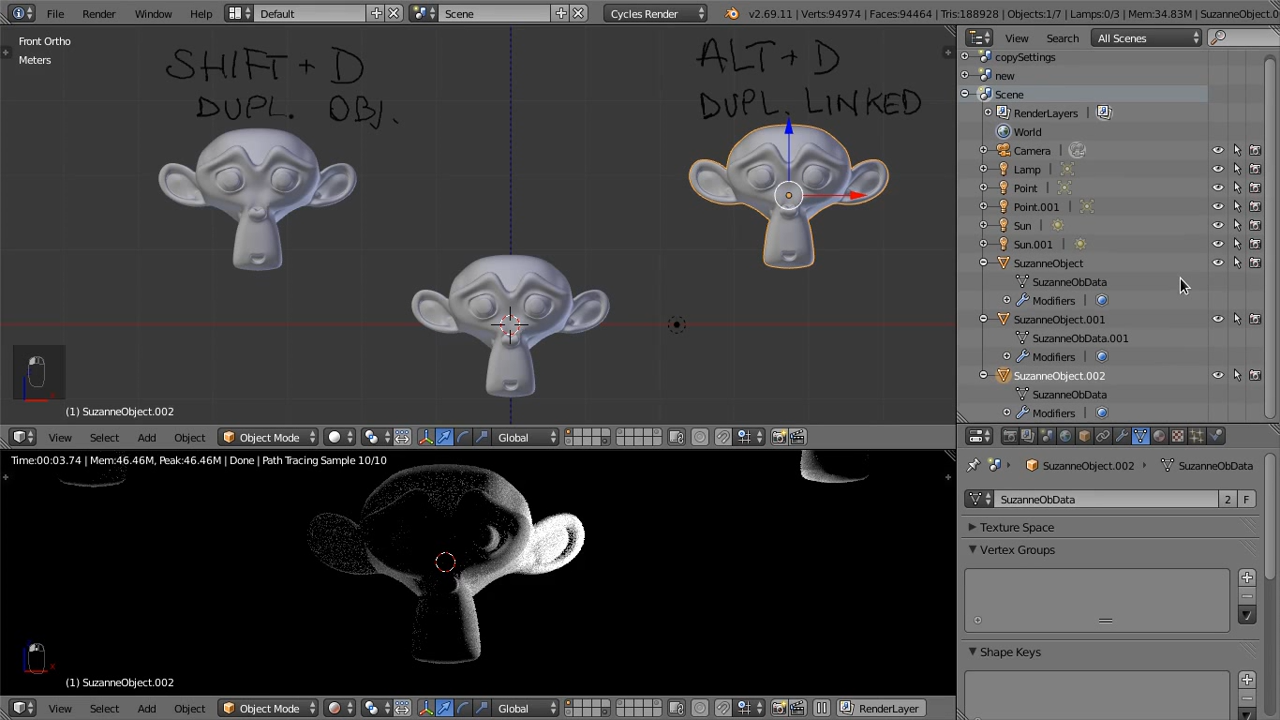 File Render Window Help Default Scene Cycles Render v2.69.11 | Verts:94974 | Faces:94464 | Tris:188928 | Objects:1/7 | Lamps:0/3 | Mem:34.83M | SuzanneObject.0
Front Ortho
Meters
SHIFT + D
DUPL. OBJ.
ALT + D
DUPL. LINKED
(1) SuzanneObject.002
View Select Add Object Object Mode Global
Time:00:03.74 | Mem:46.46M, Peak:46.46M | Done | Path Tracing Sample 10/10
(1) SuzanneObject.002
View Select Add Object Object Mode Global RenderLayer
View Search All Scenes
copySettings
new
Scene
RenderLayers |
World
Camera
Lamp
Point
Point.001
Sun
Sun.001
SuzanneObject
SuzanneObData
Modifiers |
SuzanneObject.001
SuzanneObData.001
Modifiers |
SuzanneObject.002
SuzanneObData
Modifiers |
SuzanneObject.002 SuzanneObData
SuzanneObData 2 F
Texture Space
Vertex Groups
Shape Keys